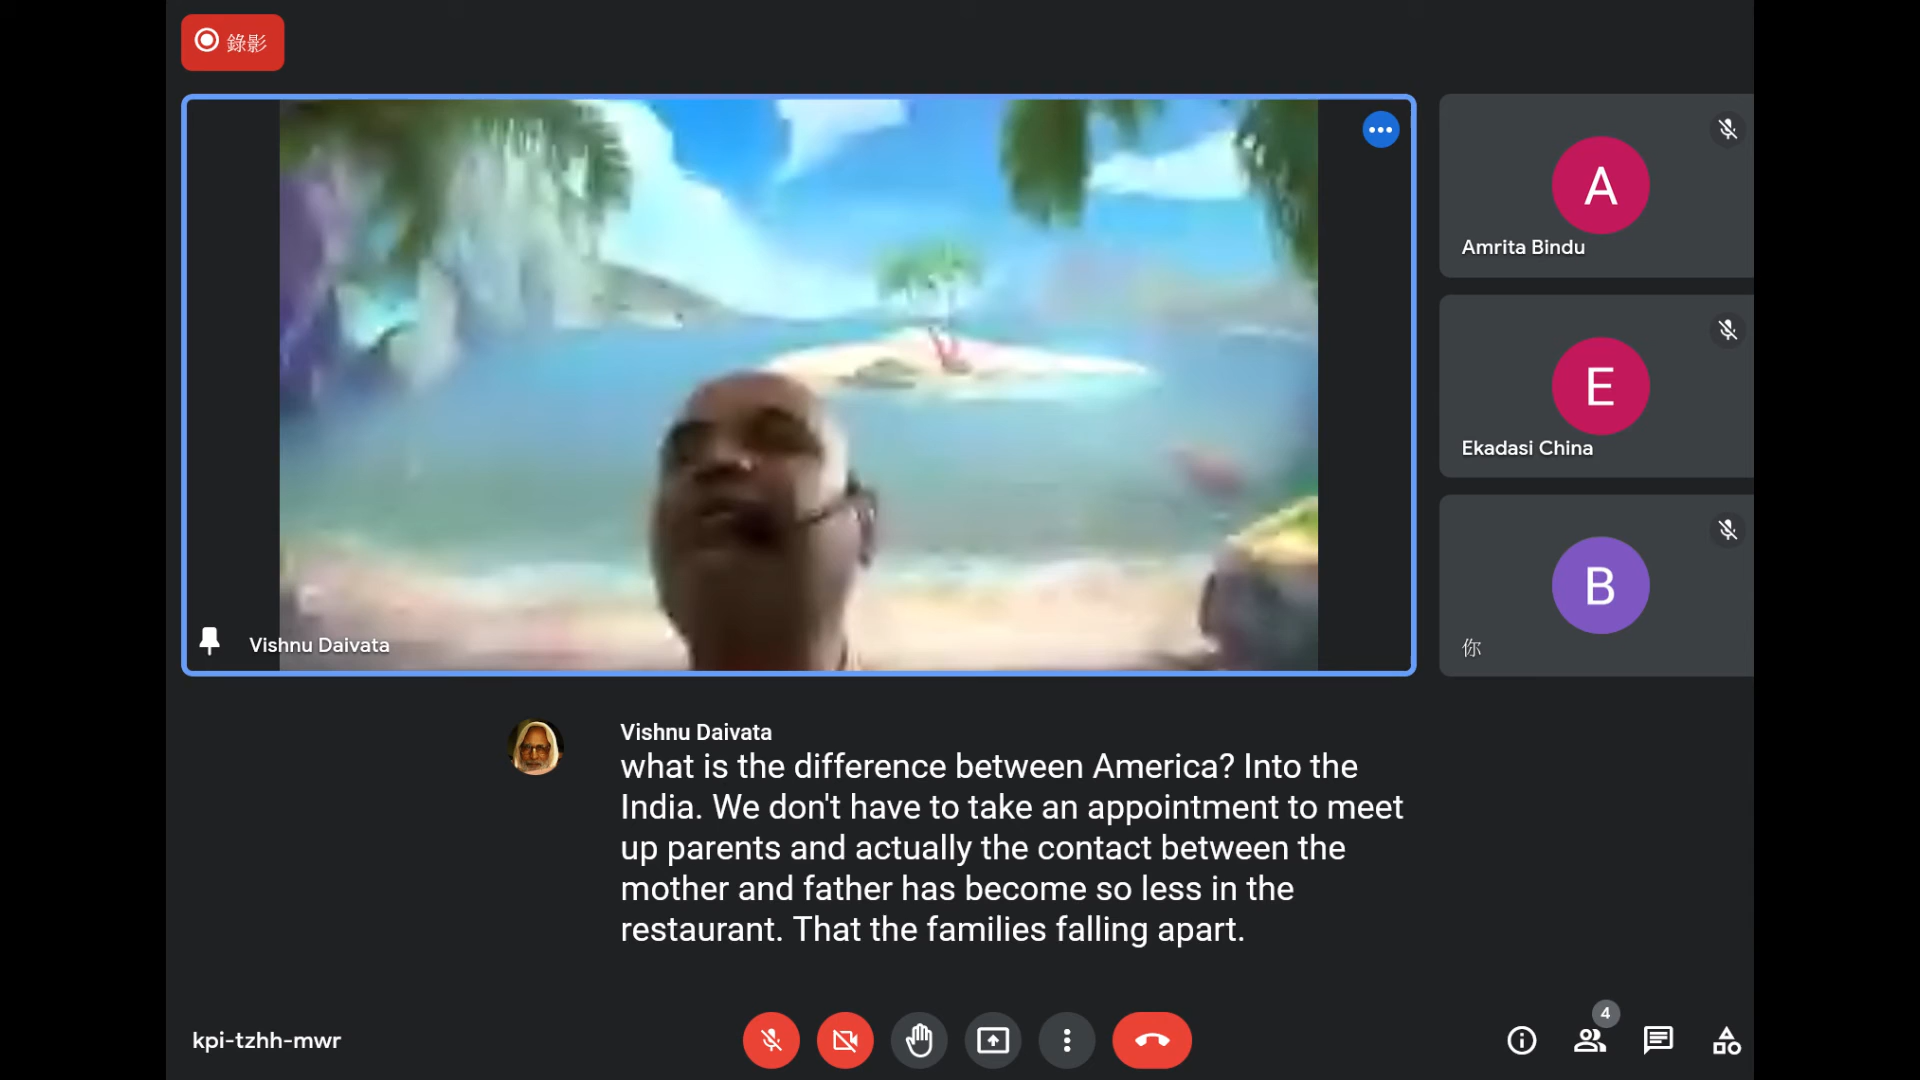 錄影
A
Amrita Bindu
E
Ekadasi China
B
你
Vishnu Daivata
Vishnu Daivata
what is the difference between America? Into the
India. We don't have to take an appointment to meet
up parents and actually the contact between the
mother and father has become so less in the
restaurant. That the families falling apart.
kpi-tzhh-mwr
4